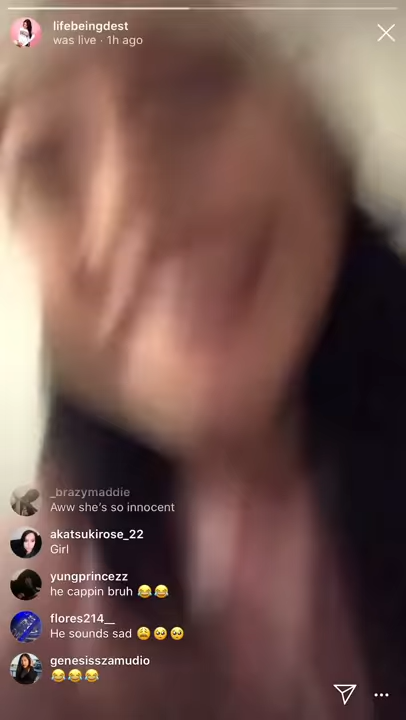 lifebeingdest
was live · 1h ago
_brazymaddie
Aww she's so innocent
akatsukirose_22
Girl
yungprincezz
he cappin bruh 😂😂
flores214__
He sounds sad 😩🥺🥺
genesisszamudio
😂😂😂